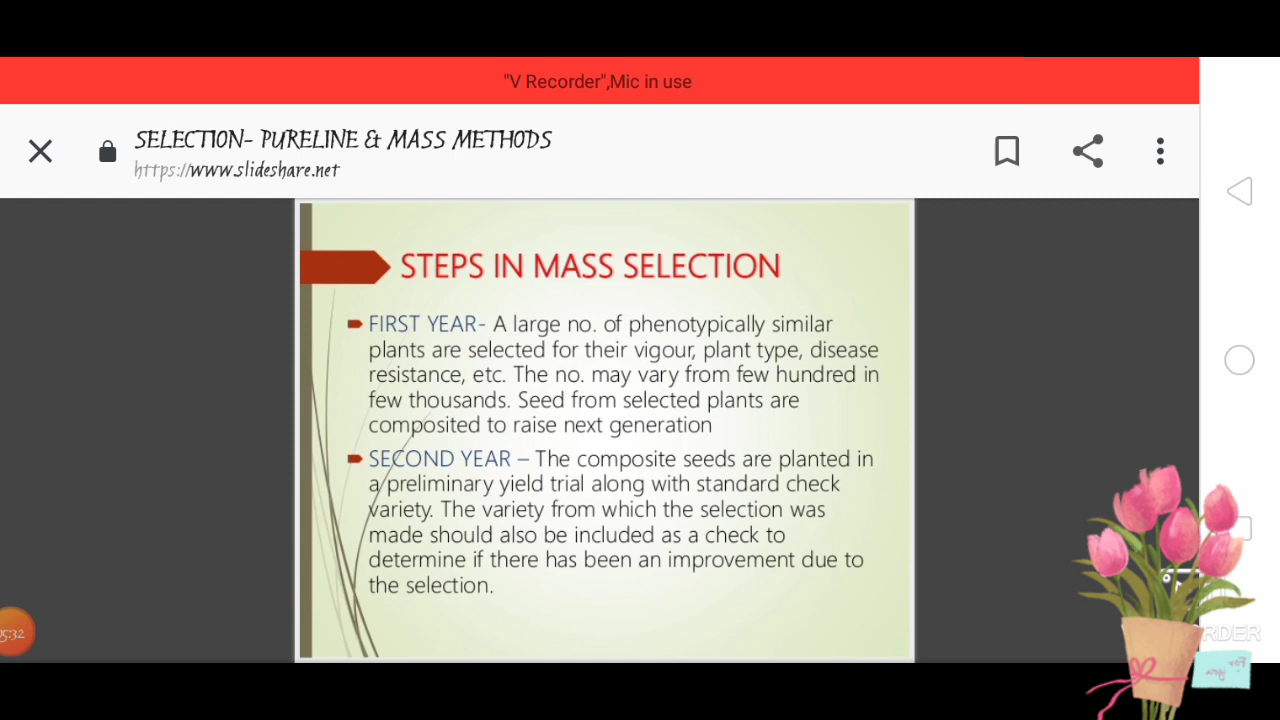 "V Recorder",Mic in use
SELECTION- PURELINE & MASS METHODS
https://www.slideshare.net
STEPS IN MASS SELECTION
FIRST YEAR- A large no. of phenotypically similar
plants are selected for their vigour, plant type, disease
resistance, etc. The no. may vary from few hundred in
few thousands. Seed from selected plants are
composited to raise next generation
SECOND YEAR – The composite seeds are planted in
a preliminary yield trial along with standard check
variety. The variety from which the selection was
made should also be included as a check to
determine if there has been an improvement due to
the selection.
05:32
RDER
For You